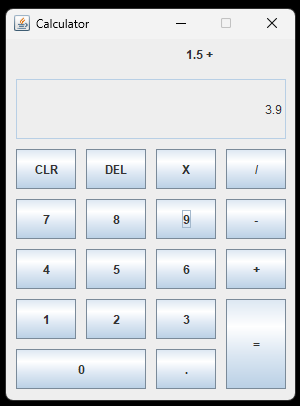 Calculator
1.5 +
3.9
CLR DEL X /
7 8 9 -
4 5 6 +
1 2 3
=
0 .